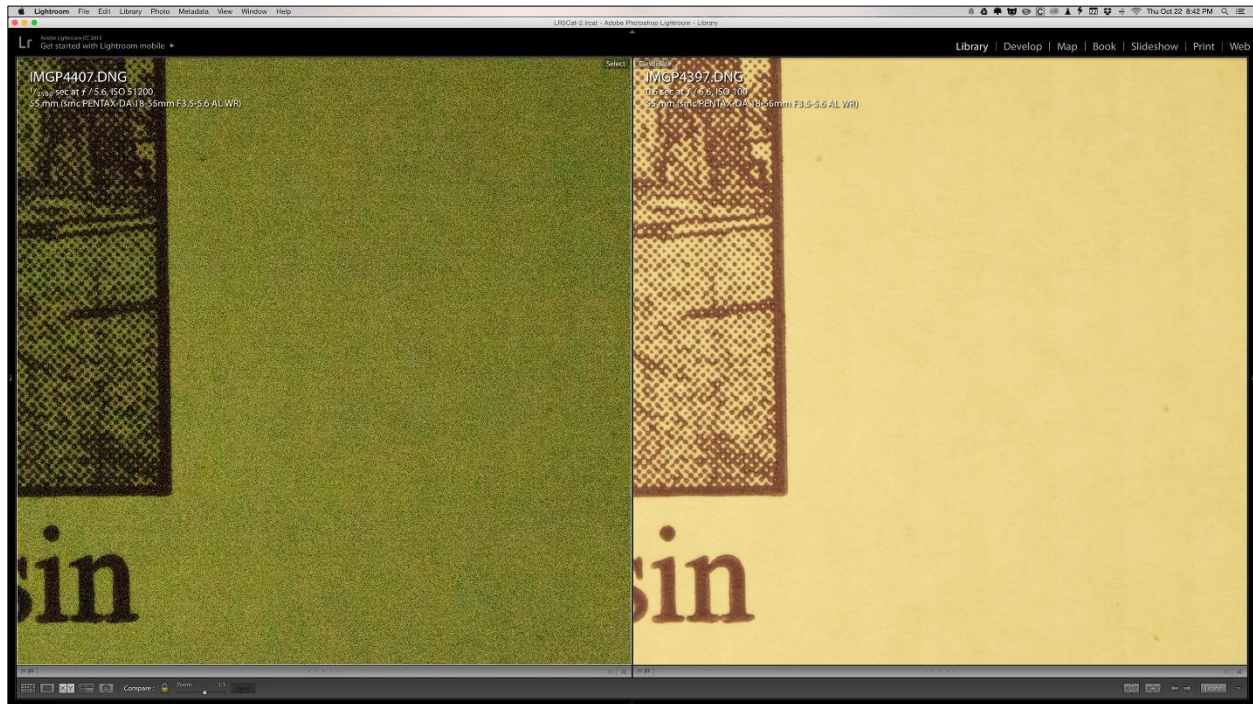 Lightroom File Edit Library Photo Metadata View Window Help
Thu Oct 22 8:42 PM
LR5Cat-2.lrcat - Adobe Photoshop Lightroom - Library
Lr
Adobe Lightroom CC 2015
Get started with Lightroom mobile
Library | Develop | Map | Book | Slideshow | Print | Web
Select
IMGP4407.DNG
sec at ƒ / 5.6, ISO 51200
55 mm (smc PENTAX-DA 18-55mm F3.5-5.6 AL WR)
sin
Candidate
IMGP4397.DNG
0.6 sec at ƒ / 5.6, ISO 100
55 mm (smc PENTAX-DA 18-55mm F3.5-5.6 AL WR)
sin
Compare : Zoom 1:1 Sync
Done